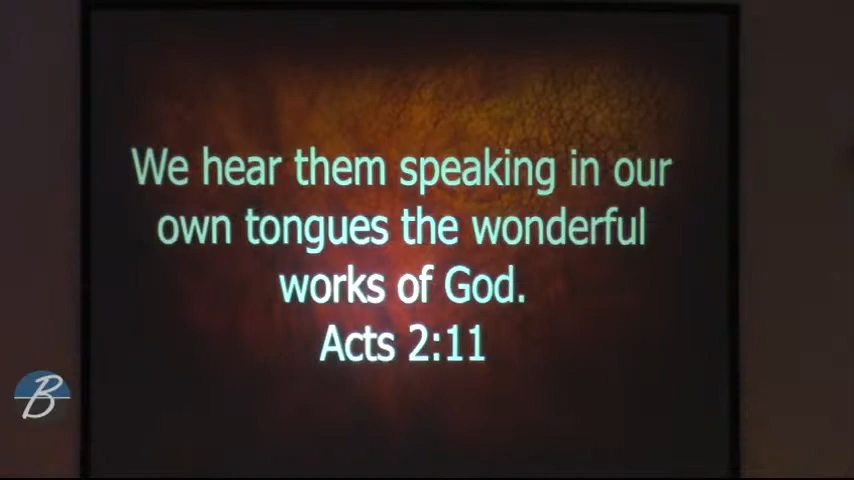 We hear them speaking in our
own tongues the wonderful
works of God.
Acts 2:11
B